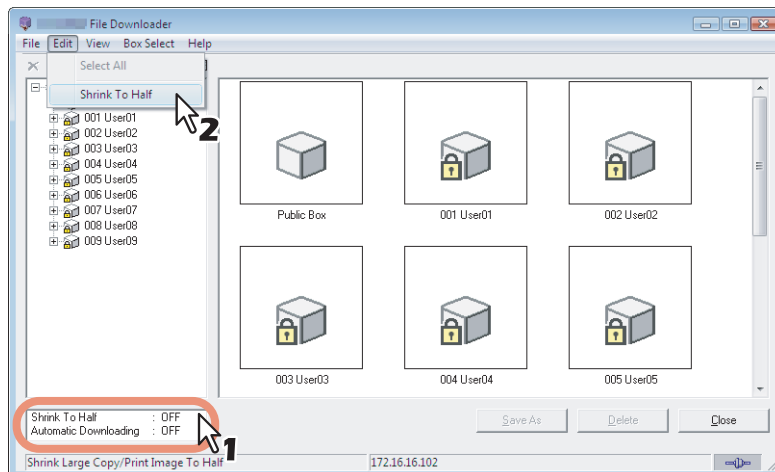 File Downloader
File Edit View Box Select Help
Select All
Shrink To Half
2
001 User01
002 User02
003 User03
004 User04
005 User05
006 User06
007 User07
008 User08
009 User09
Public Box
001 User01
002 User02
003 User03
004 User04
005 User05
Shrink To Half : OFF
Automatic Downloading : OFF
1
Save As
Delete
Close
Shrink Large Copy/Print Image To Half
172.16.16.102